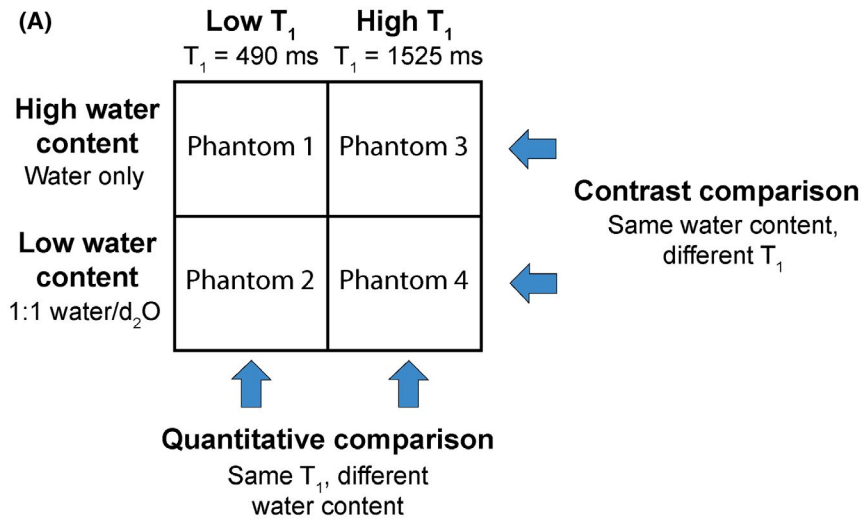 (A)
Low T₁ High T₁
T₁ = 490 ms T₁ = 1525 ms
High water
content
Water only
Phantom 1 Phantom 3
Contrast comparison
Same water content,
different T₁
Low water
content
1:1 water/d₂O
Phantom 2 Phantom 4
Quantitative comparison
Same T₁, different
water content